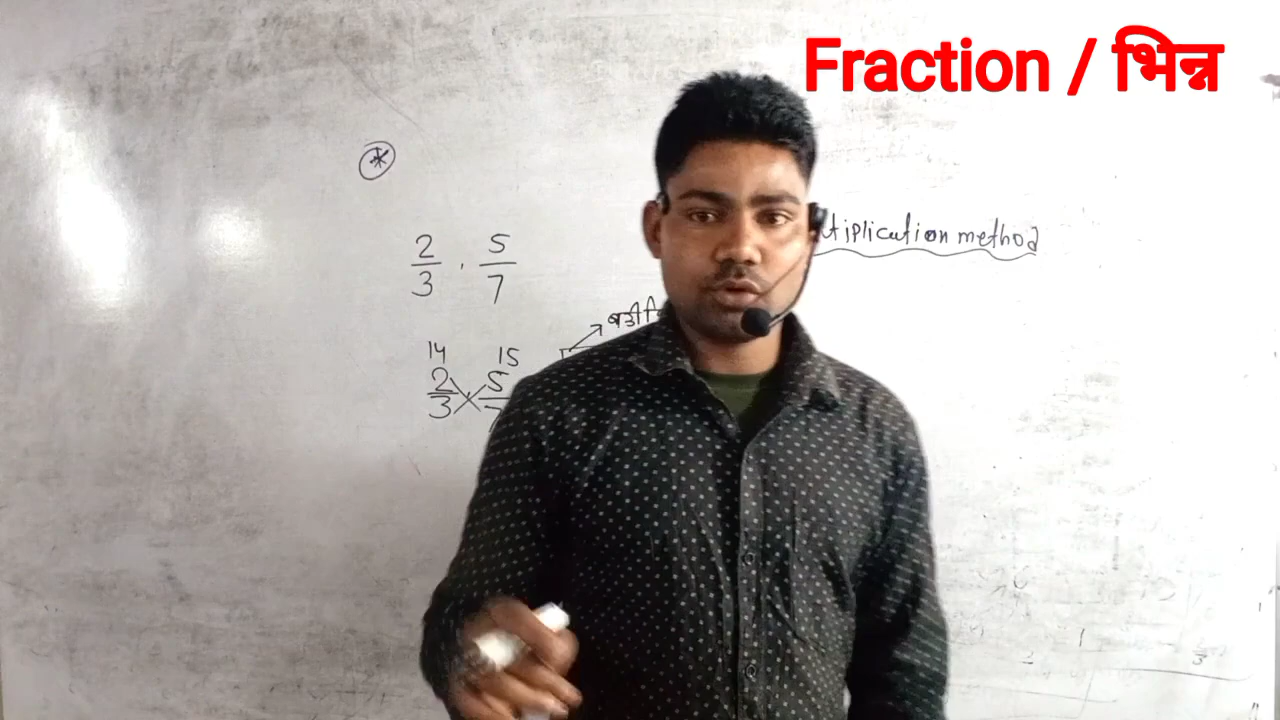 Fraction / भिन्न
*
tiplication method
2/3 , 5/7
14 15
2/3 5